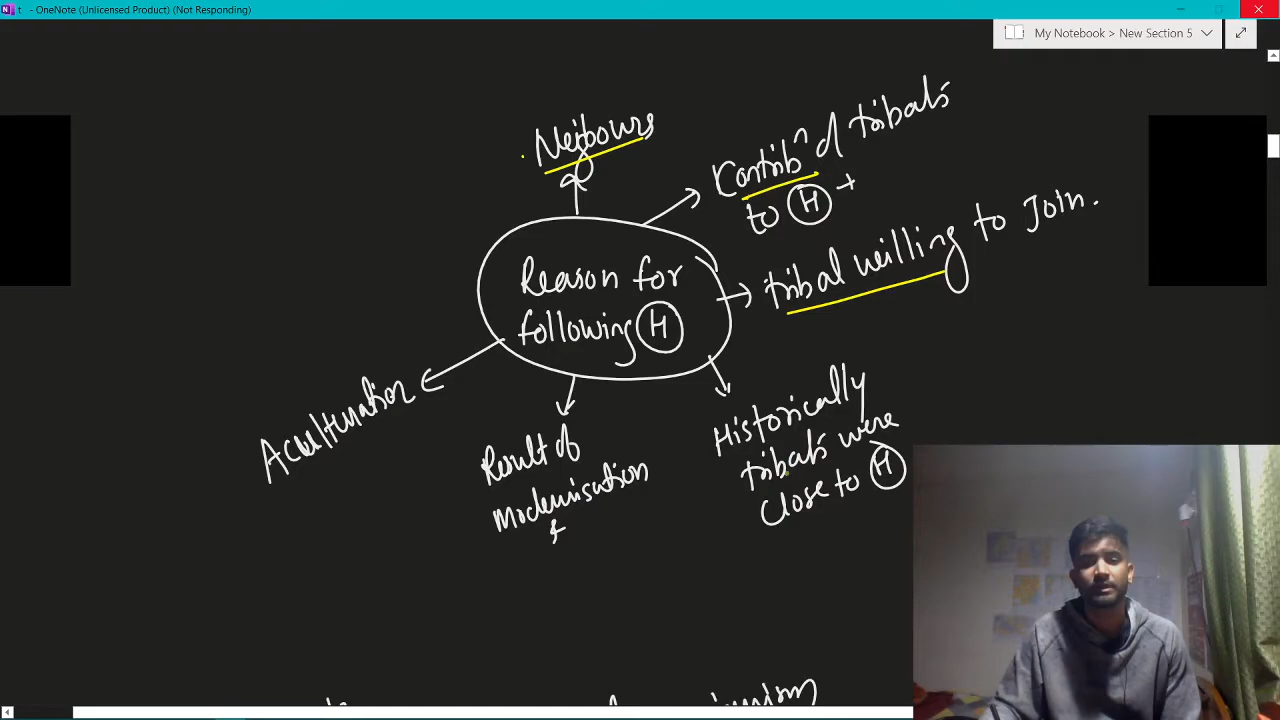 t - OneNote (Unlicensed Product) (Not Responding)
My Notebook > New Section 5
Neibours
Contribⁿ of tribals
to H +
Reason for
following H
tribal willing to Join.
Acculturation
Result of
Modernisation
&
Historically
tribals were
close to H